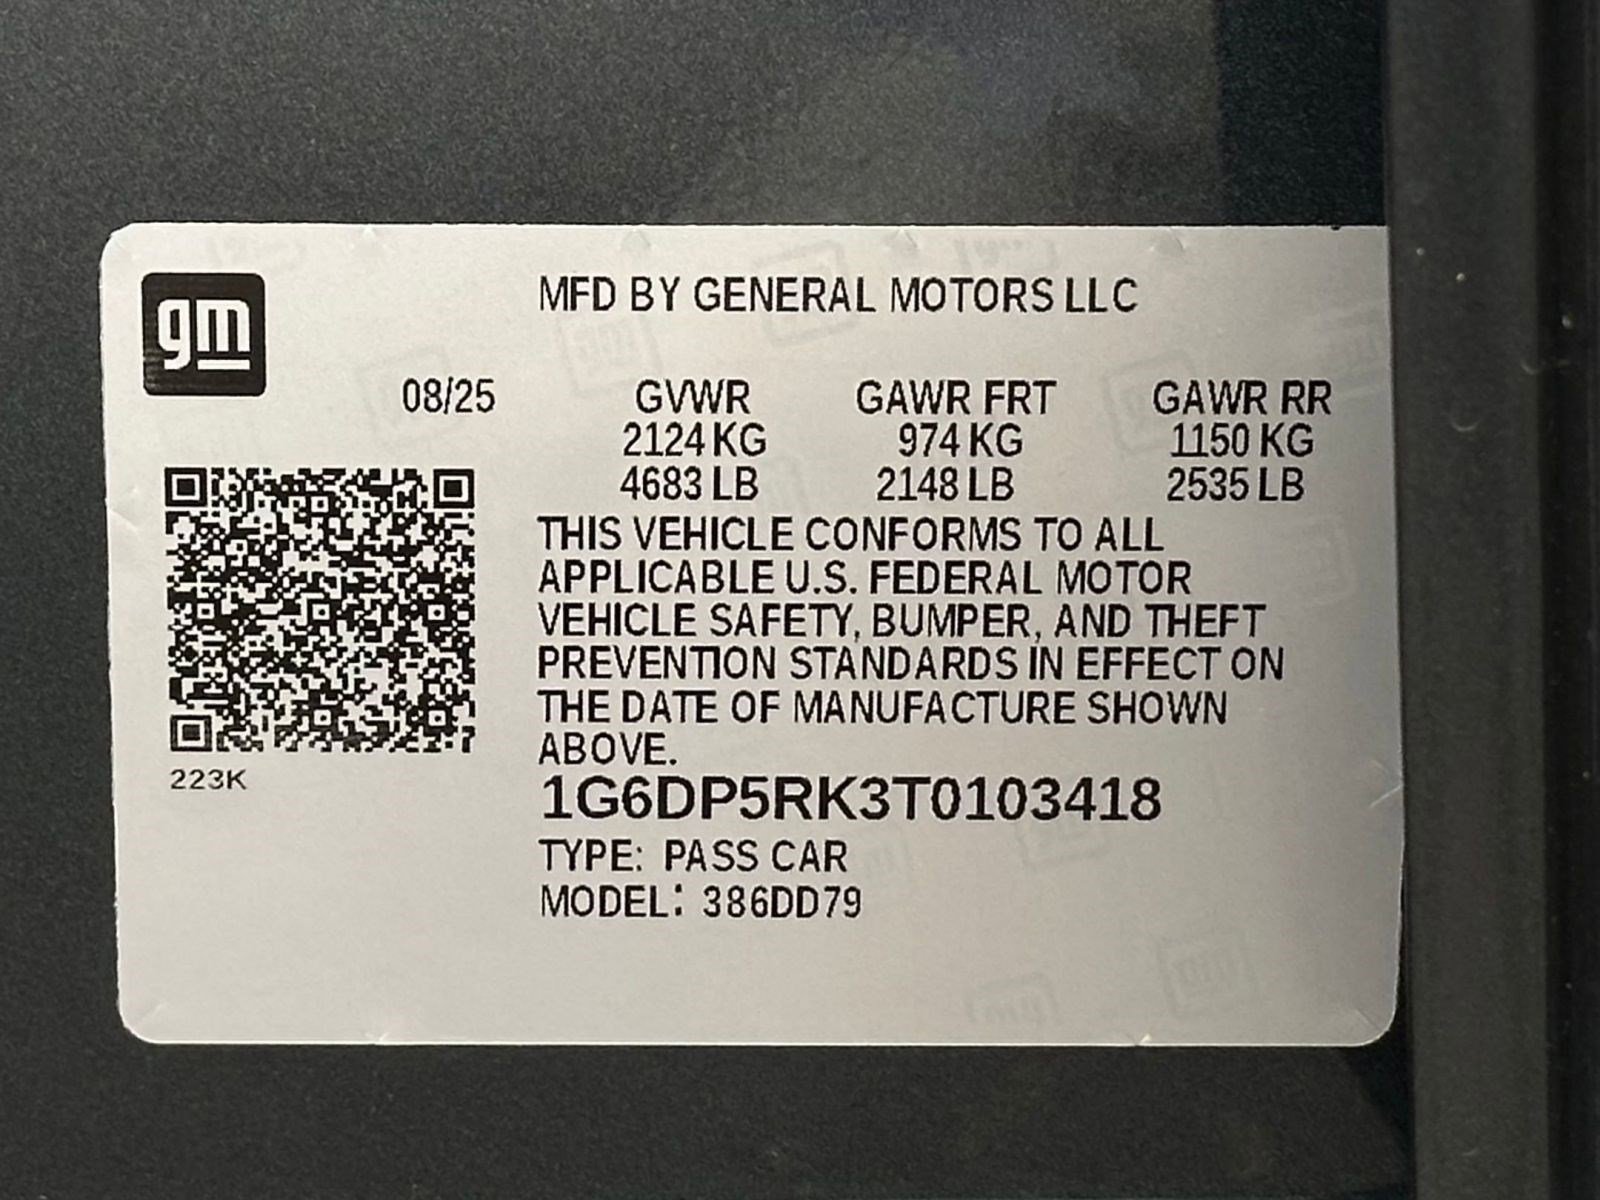 gm
MFD BY GENERAL MOTORS LLC
08/25 GVWR GAWR FRT GAWR RR
2124 KG 974 KG 1150 KG
4683 LB 2148 LB 2535 LB
THIS VEHICLE CONFORMS TO ALL
APPLICABLE U.S. FEDERAL MOTOR
VEHICLE SAFETY, BUMPER, AND THEFT
PREVENTION STANDARDS IN EFFECT ON
THE DATE OF MANUFACTURE SHOWN
ABOVE.
223K
1G6DP5RK3T0103418
TYPE: PASS CAR
MODEL: 386DD79